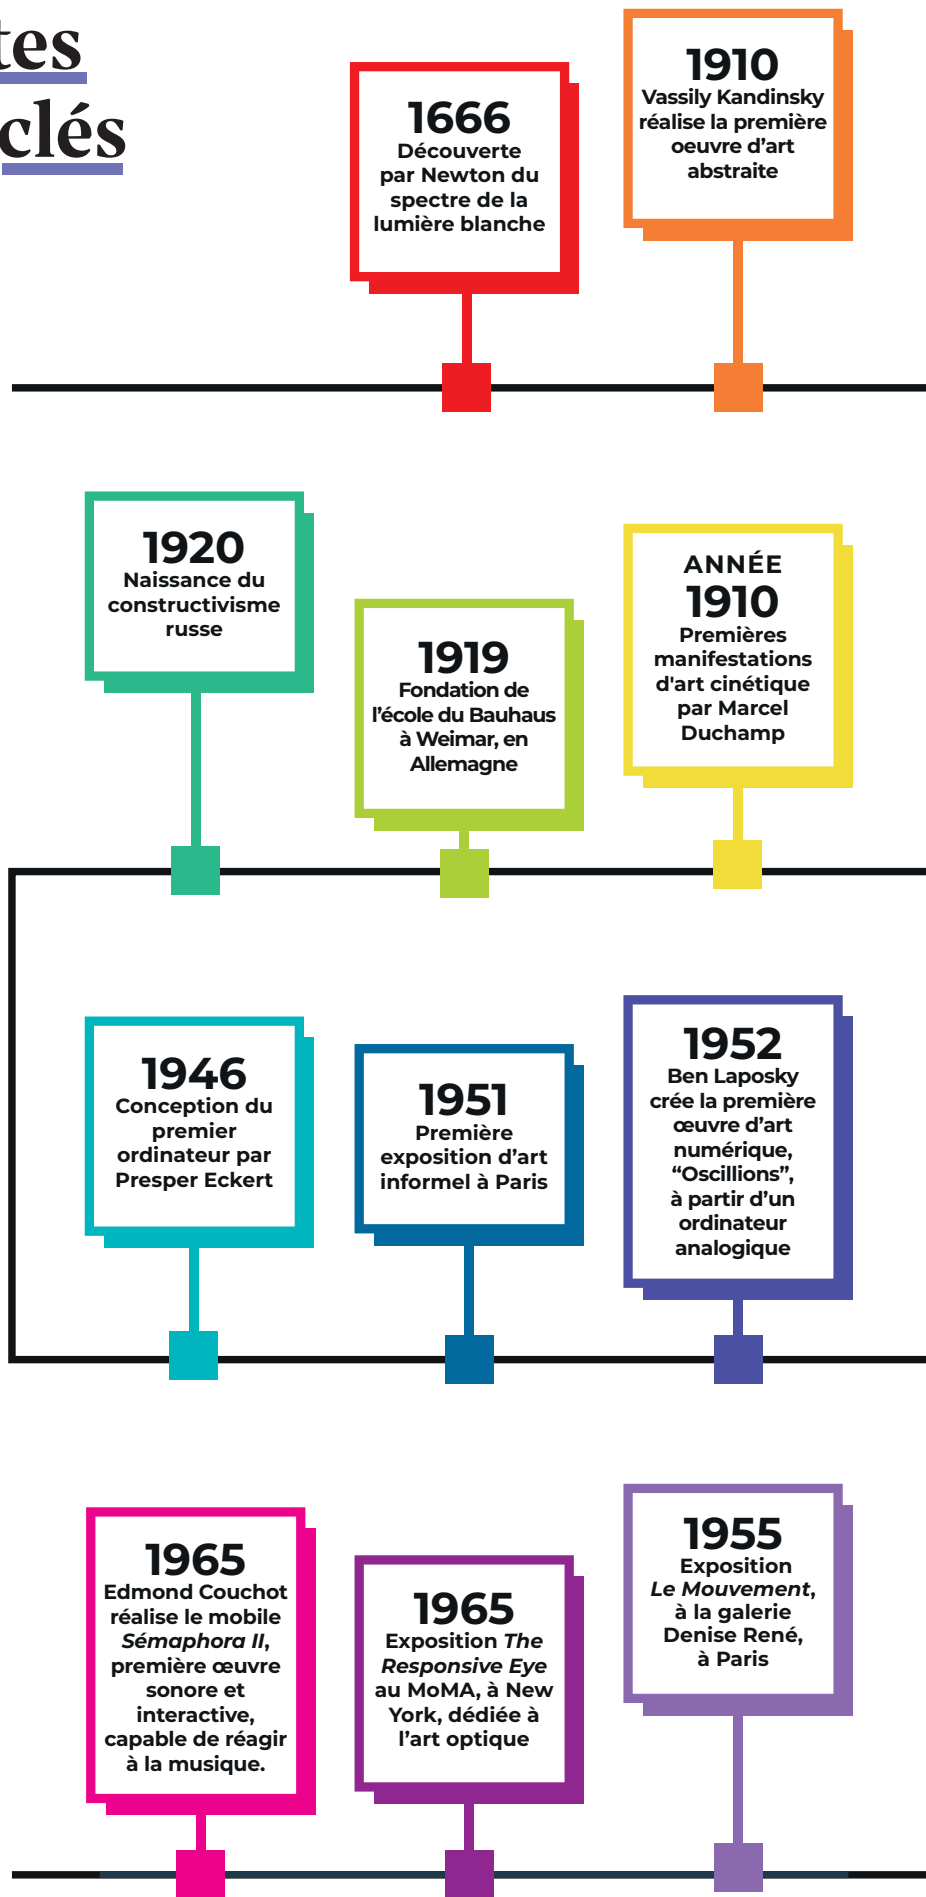 tes
clés
1666
Découverte
par Newton du
spectre de la
lumière blanche
1910
Vassily Kandinsky
réalise la première
oeuvre d’art
abstraite
1920
Naissance du
constructivisme
russe
1919
Fondation de
l’école du Bauhaus
à Weimar, en
Allemagne
ANNÉE
1910
Premières
manifestations
d'art cinétique
par Marcel
Duchamp
1946
Conception du
premier
ordinateur par
Presper Eckert
1951
Première
exposition d’art
informel à Paris
1952
Ben Laposky
crée la première
œuvre d’art
numérique,
“Oscillions”,
à partir d’un
ordinateur
analogique
1965
Edmond Couchot
réalise le mobile
Sémaphora II,
première œuvre
sonore et
interactive,
capable de réagir
à la musique.
1965
Exposition The
Responsive Eye
au MoMA, à New
York, dédiée à
l’art optique
1955
Exposition
Le Mouvement,
à la galerie
Denise René,
à Paris